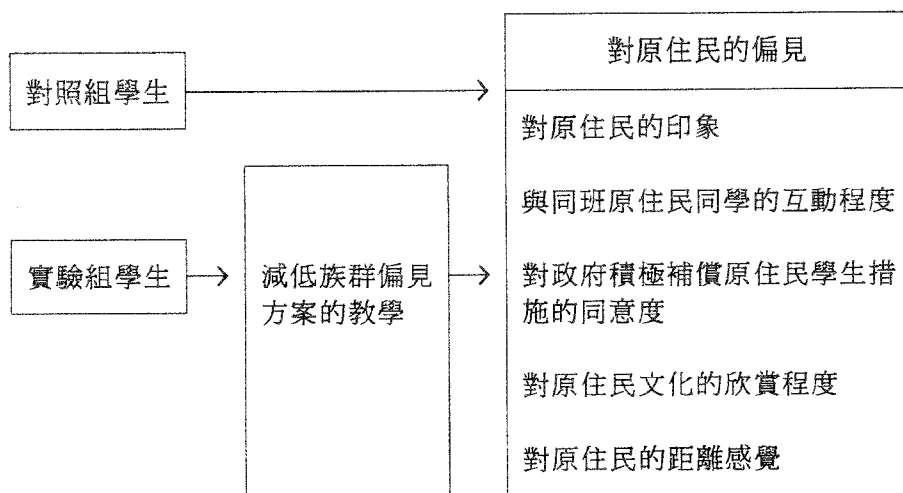 對原住民的偏見
對照組學生
對原住民的印象
與同班原住民同學的互動程度
實驗組學生
減低族群偏見
方案的教學
對政府積極補償原住民學生措
施的同意度
對原住民文化的欣賞程度
對原住民的距離感覺